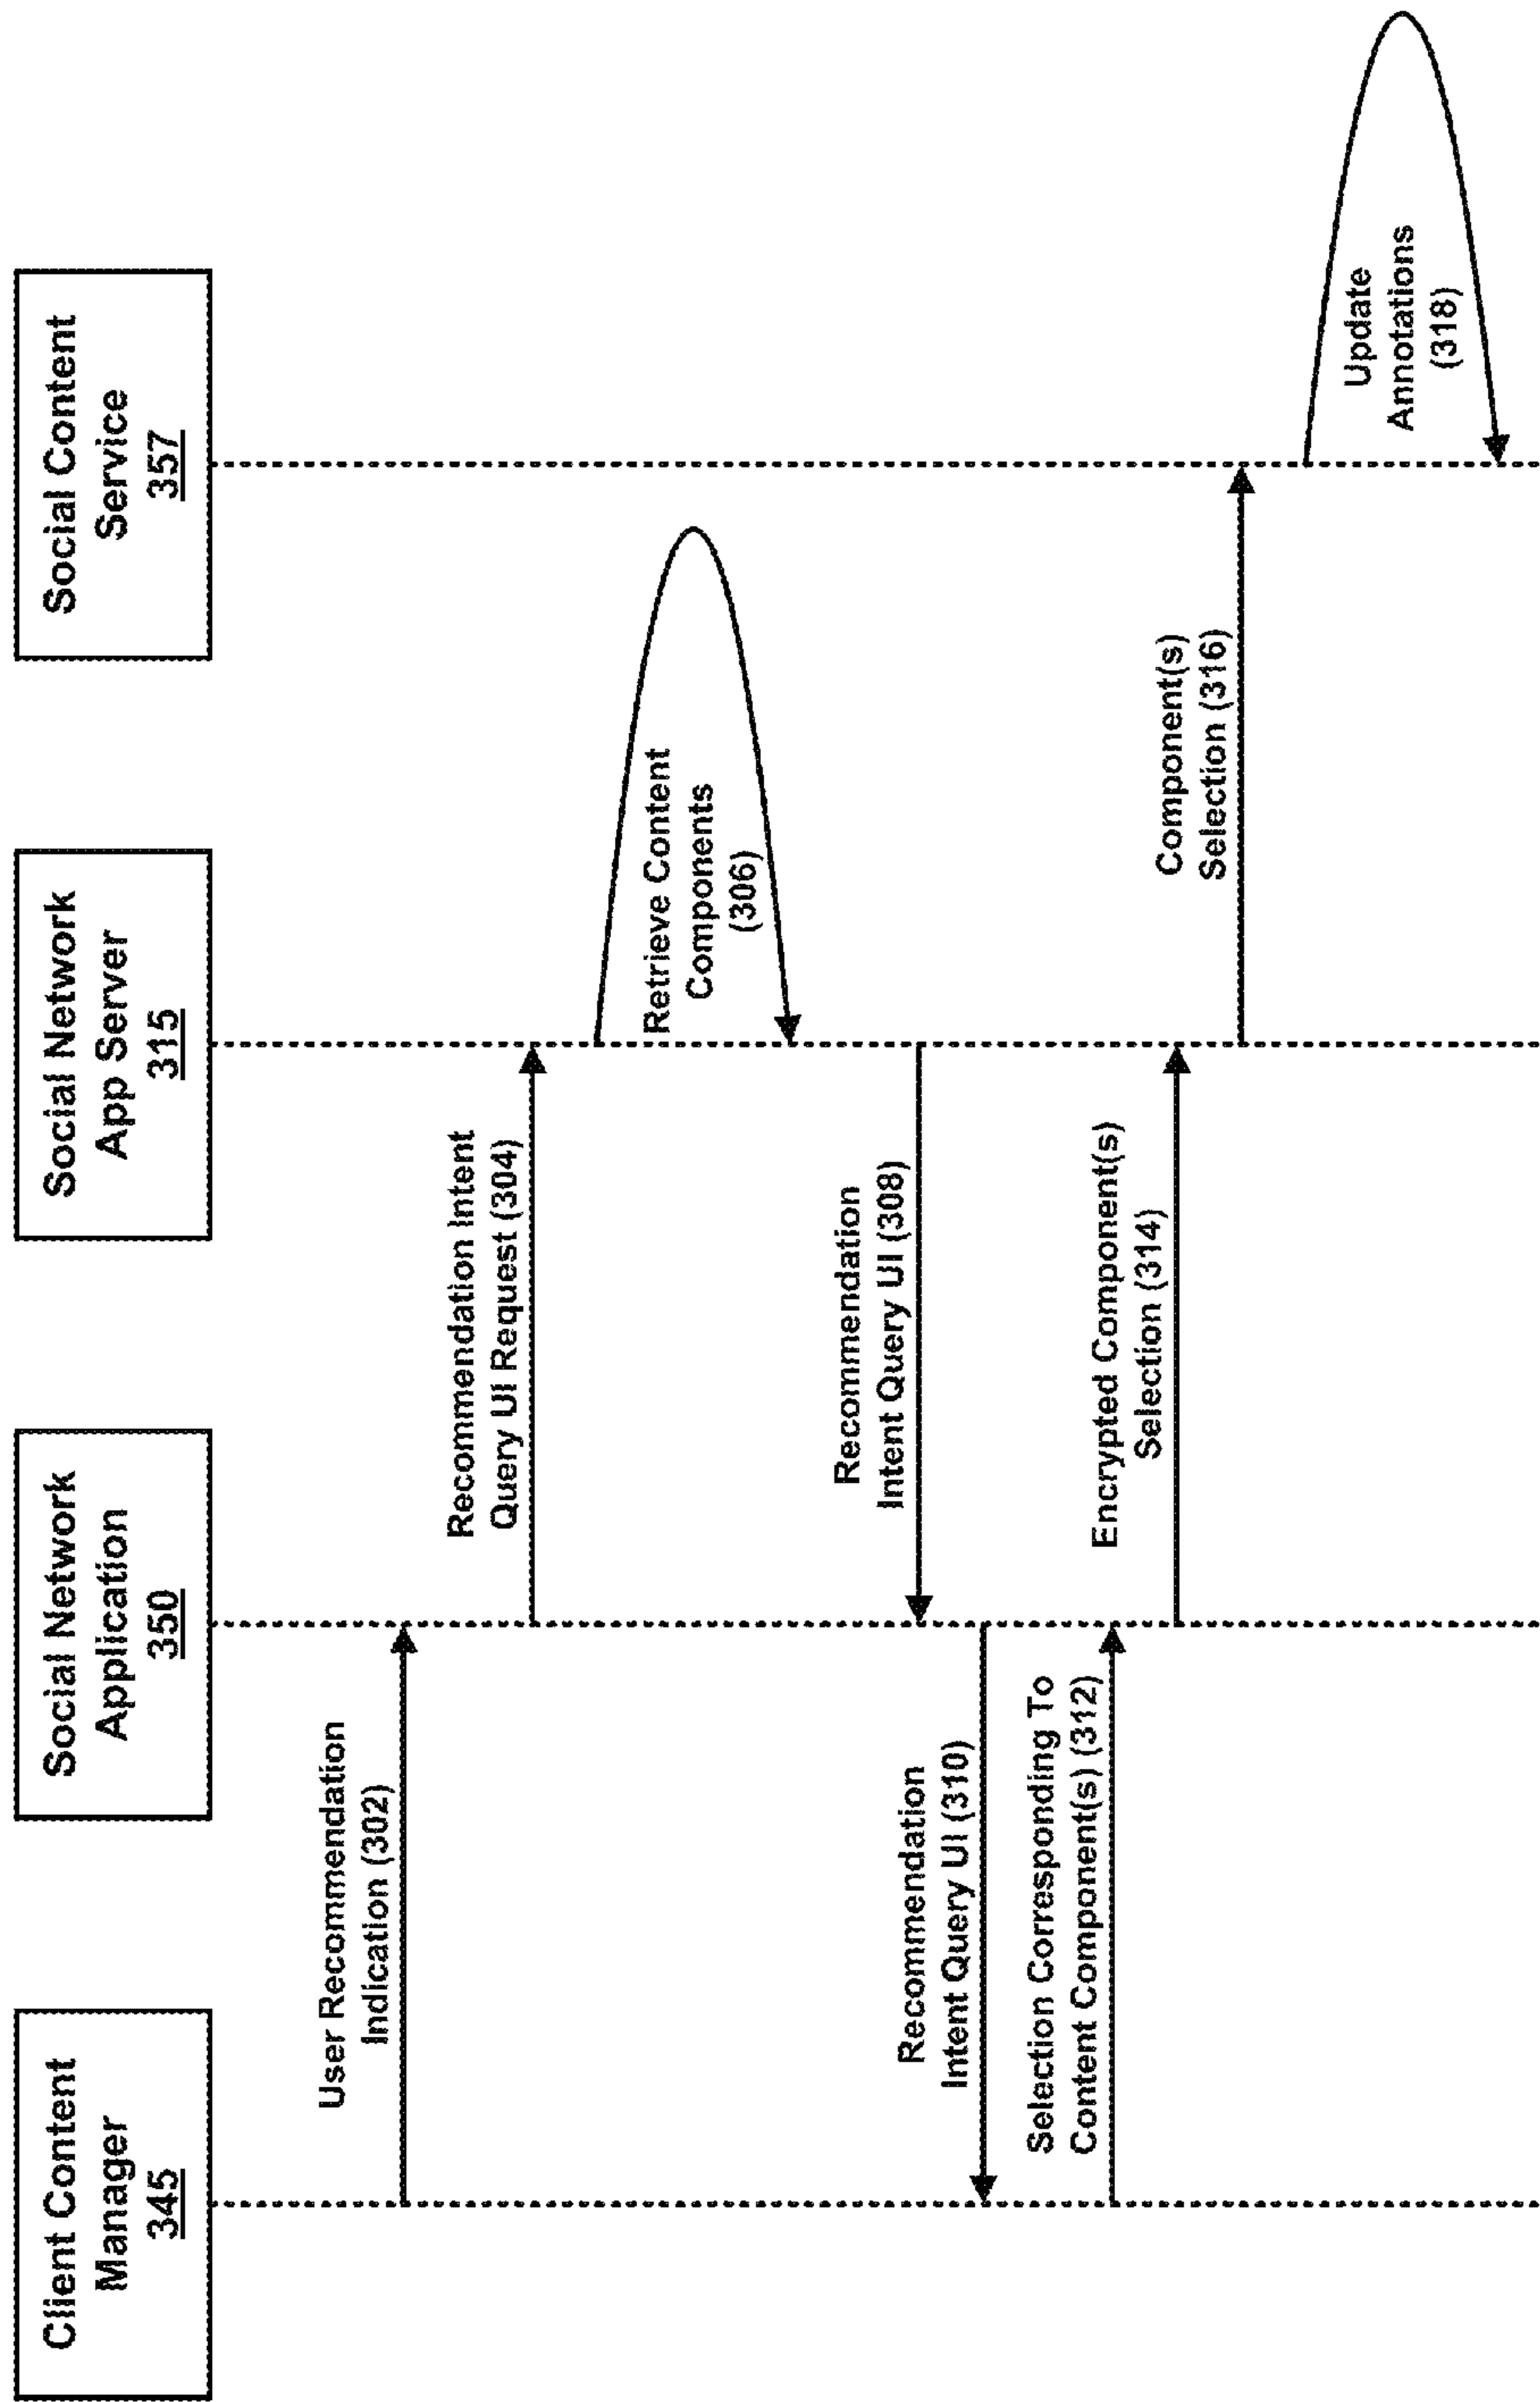 Client Content
Manager
345
Social Network
Application
350
Social Network
App Server
315
Social Content
Service
357
User Recommendation
Indication (302)
Recommendation Intent
Query UI Request (304)
Retrieve Content
Components
(306)
Recommendation
Intent Query UI (308)
Recommendation
Intent Query UI (310)
Selection Corresponding To
Content Component(s) (312)
Encrypted Component(s)
Selection (314)
Component(s)
Selection (316)
Update
Annotations
(318)